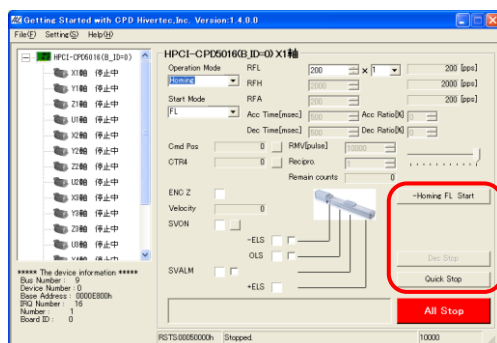 Getting Started with CPD Hivertec,Inc. Version:1.4.0.0
File(F) Setting(S) Help(H)
HPCI-CPD5016(B_ID=0)
X1軸 停止中
Y1軸 停止中
Z1軸 停止中
U1軸 停止中
X2軸 停止中
Y2軸 停止中
Z2軸 停止中
U2軸 停止中
X3軸 停止中
Y3軸 停止中
Z3軸 停止中
U3軸 停止中
***** The device information *****
Bus Number : 9
Device Number : 0
Base Address : 0000E800h
IRQ Number : 16
Number : 1
Board ID : 0
HPCI-CPD5016(B_ID=0) X1軸
Operation Mode RFL 200 × 1 200 [pps]
Homing RFH 2000 2000 [pps]
Start Mode RFA 200 200 [pps]
FL Acc Time[msec] 500 Acc Ratio[%] 0
Dec Time[msec] 500 Dec Ratio[%] 0
Cmd Pos 0 RMV[pulse] 10000
CTR4 0 Recipro. 1
Remain counts 0
ENC Z
Velocity 0
SVON
-ELS
OLS
SVALM
+ELS
-Homing FL Start
Dec Stop
Quick Stop
All Stop
RSTS:00050000h Stopped. 10000